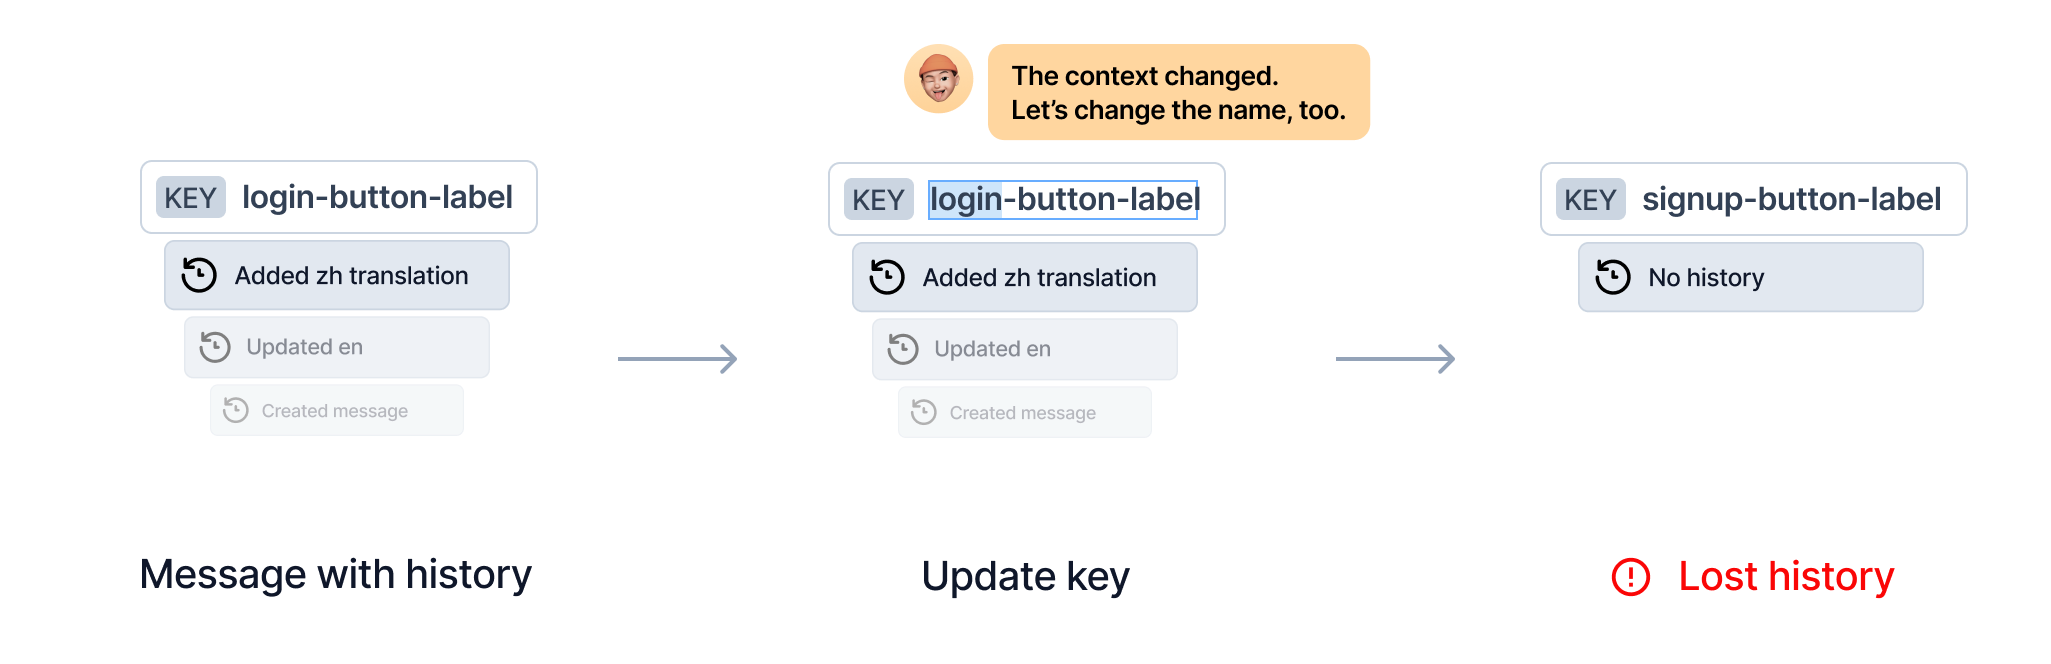 The context changed.
Let’s change the name, too.
KEY login-button-label
Added zh translation
Updated en
Created message
Message with history
KEY login-button-label
Added zh translation
Updated en
Created message
Update key
KEY signup-button-label
No history
Lost history